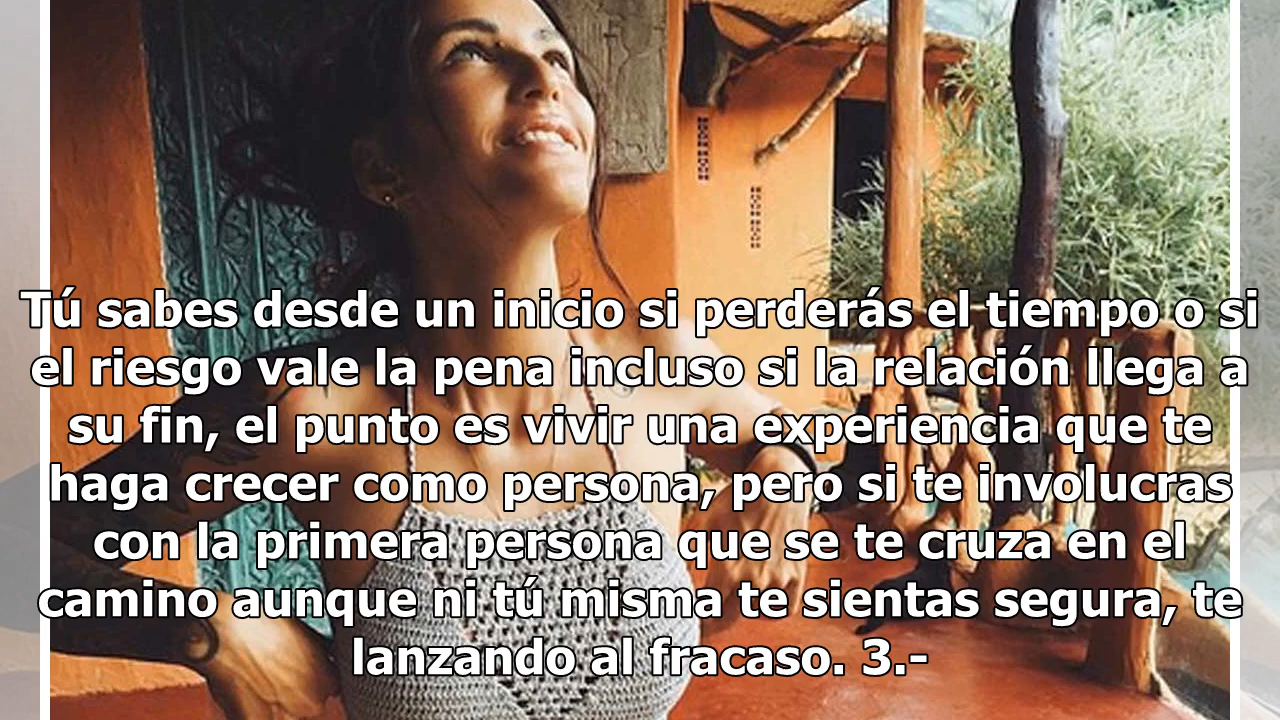 Tú sabes desde un inicio si perderás el tiempo o si
el riesgo vale la pena incluso si la relación llega a
su fin, el punto es vivir una experiencia que te
haga crecer como persona, pero si te involucras
con la primera persona que se te cruza en el
camino aunque ni tú misma te sientas segura, te
lanzando al fracaso. 3.-